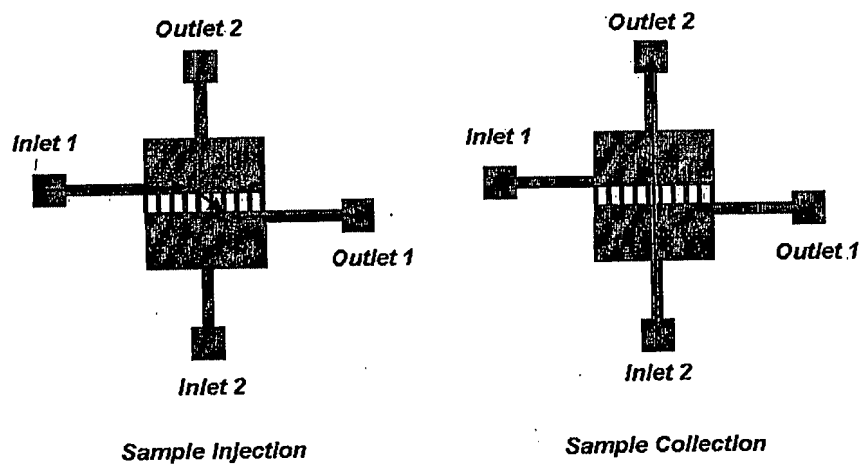 Outlet 2
Inlet 1
Outlet 1
Inlet 2
Sample Injection
Outlet 2
Inlet 1
Outlet 1
Inlet 2
Sample Collection